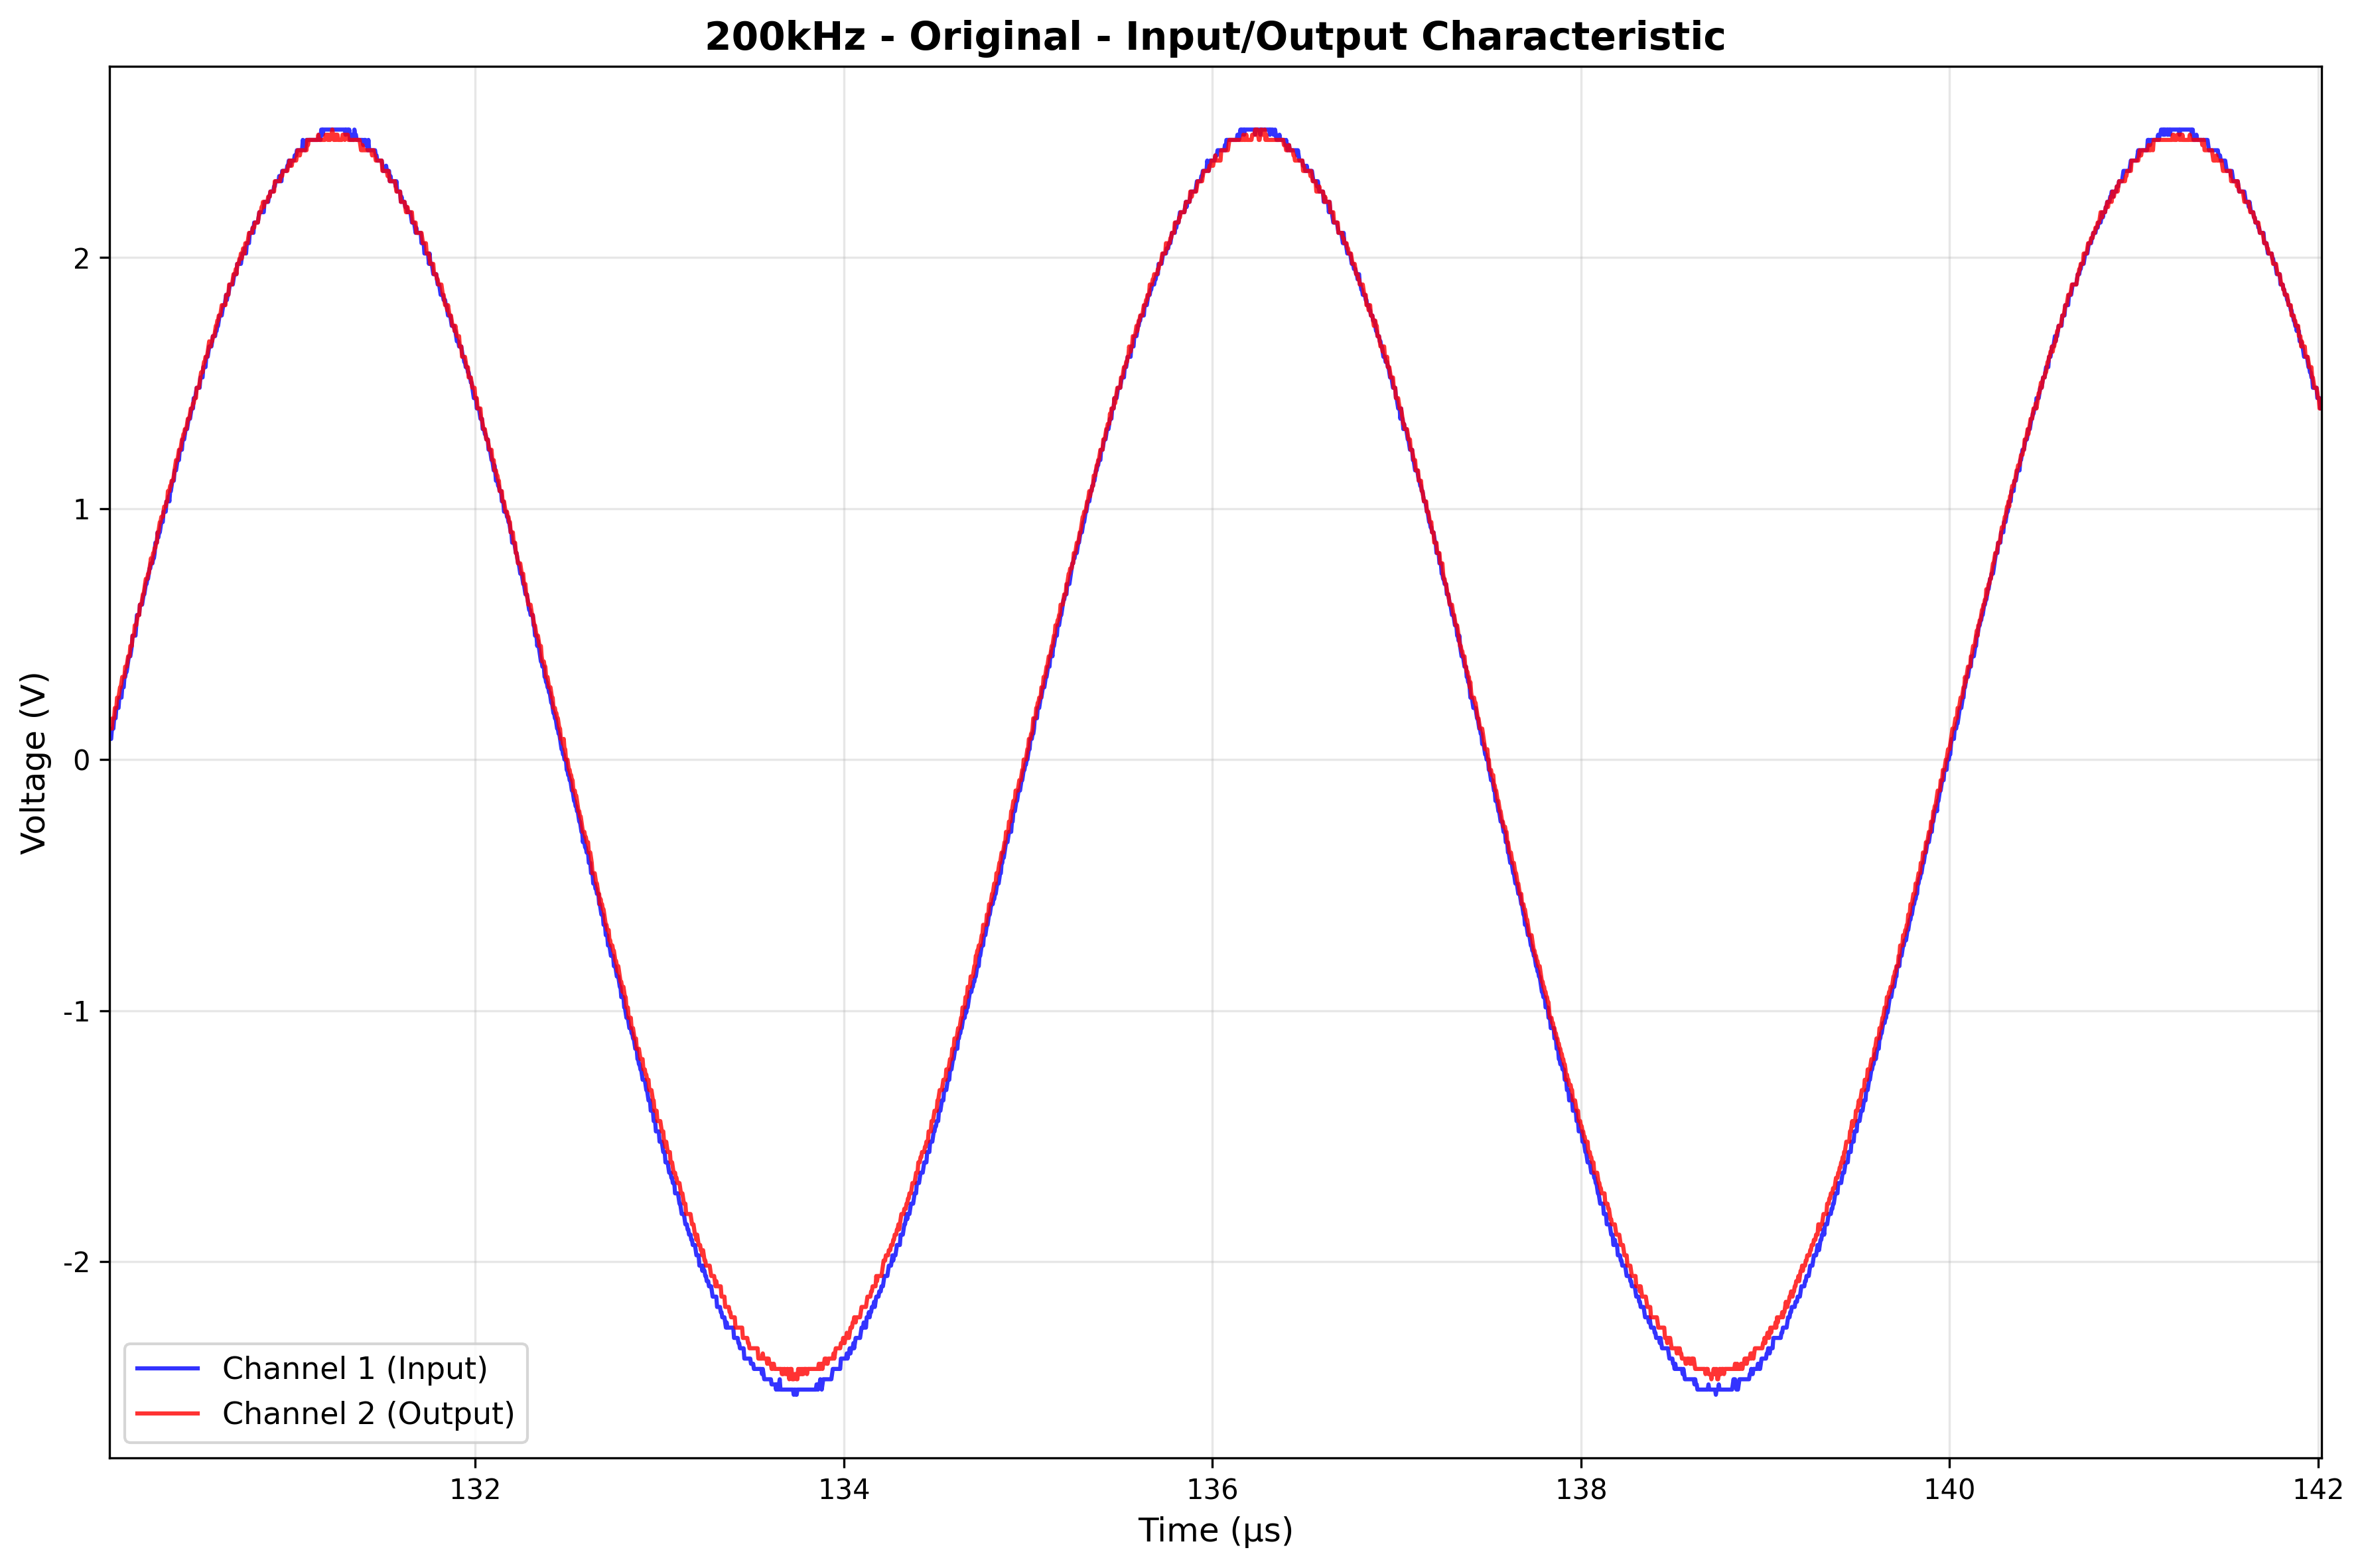 200kHz - Original - Input/Output Characteristic
Voltage (V)
2
1
0
-1
-2
Channel 1 (Input)
Channel 2 (Output)
132
134
136
138
140
142
Time (μs)